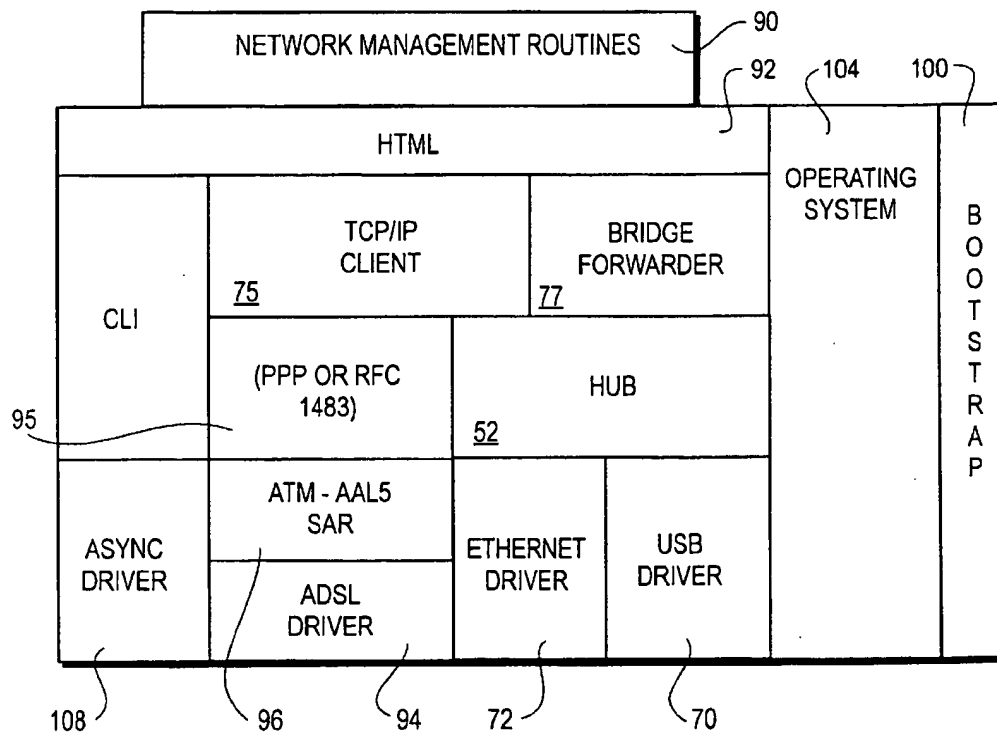 90
NETWORK MANAGEMENT ROUTINES
92
104
100
HTML
OPERATING
SYSTEM
BOOTSTRAP
TCP/IP
CLIENT
75
BRIDGE
FORWARDER
77
CLI
(PPP OR RFC
1483)
HUB
95
52
ATM - AAL5
SAR
ASYNC
DRIVER
ETHERNET
DRIVER
USB
DRIVER
ADSL
DRIVER
108
96
94
72
70